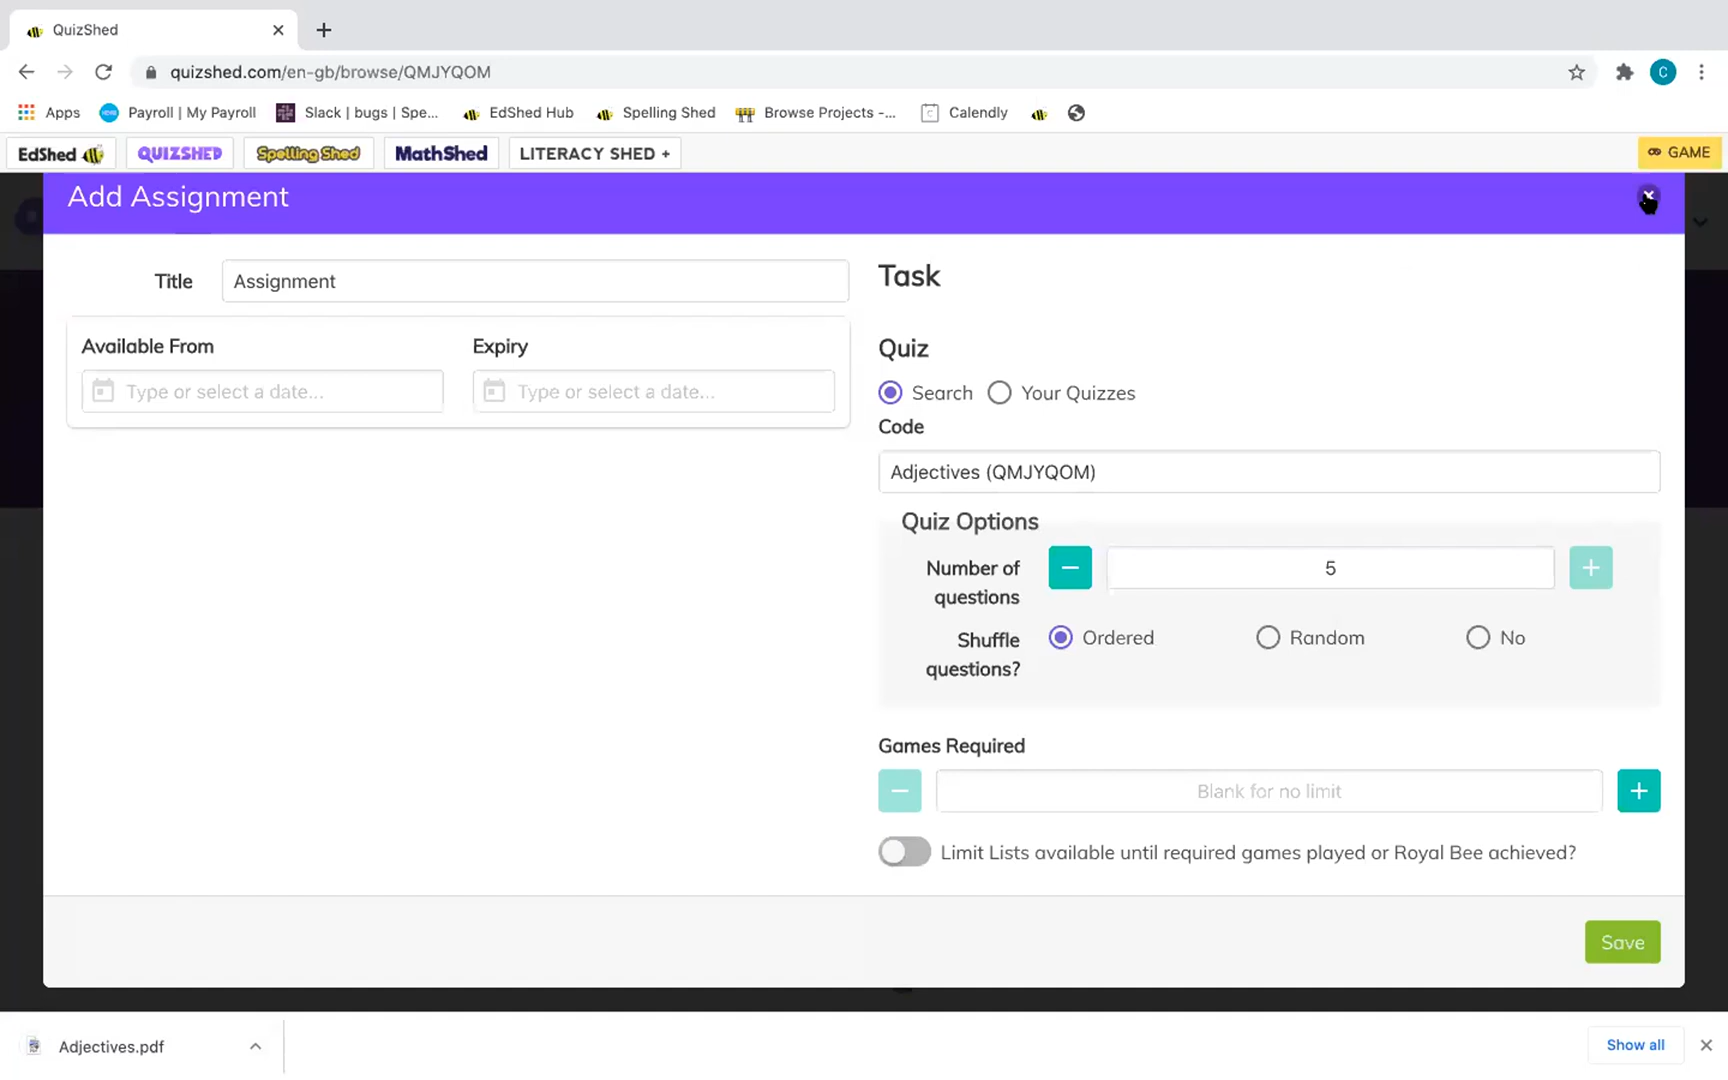 QuizShed
quizshed.com/en-gb/browse/QMJYQOM
C
Apps
Payroll | My Payroll
Slack | bugs | Spe...
EdShed Hub
Spelling Shed
Browse Projects -...
Calendly
EdShed
QUIZSHED
Spelling Shed
MathShed
LITERACY SHED +
GAME
Add Assignment
Title
Assignment
Available From
Expiry
Type or select a date...
Type or select a date...
Task
Quiz
Search
Your Quizzes
Code
Adjectives (QMJYQOM)
Quiz Options
Number of
questions
5
Shuffle
questions?
Ordered
Random
No
Games Required
Blank for no limit
Limit Lists available until required games played or Royal Bee achieved?
Save
Adjectives.pdf
Show all